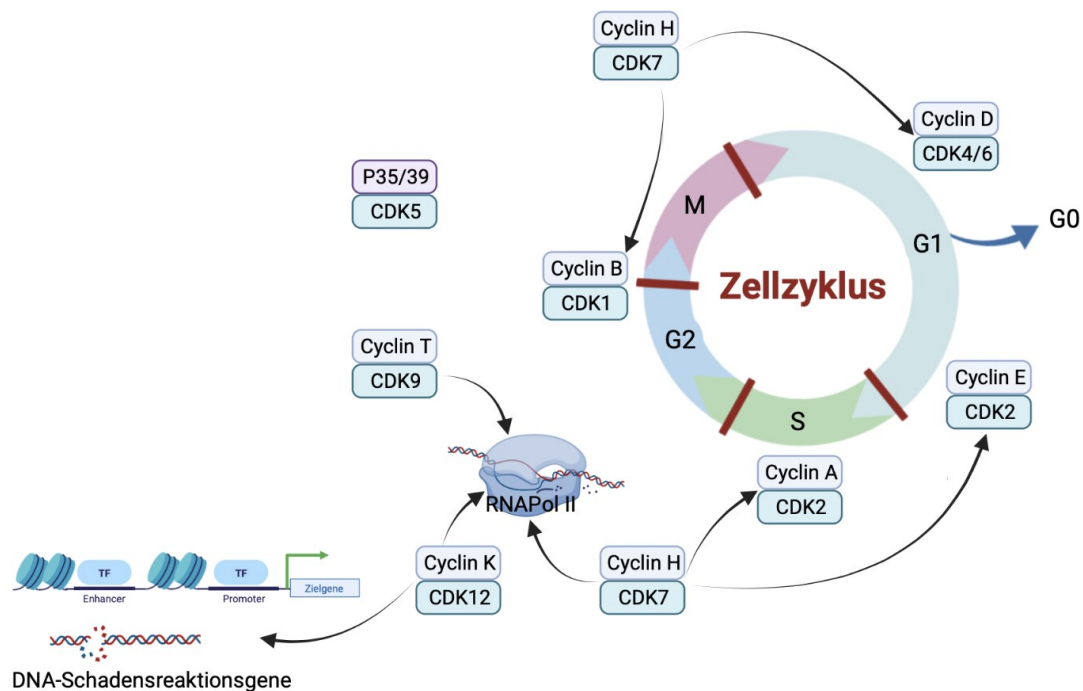 Cyclin H
CDK7
Cyclin D
CDK4/6
P35/39
CDK5
M
G1
G0
Cyclin B
CDK1
Zellzyklus
G2
Cyclin T
CDK9
Cyclin E
CDK2
S
Cyclin A
CDK2
RNAPol II
Cyclin K
CDK12
Cyclin H
CDK7
TF
TF
Enhancer
Promoter
Zielgene
DNA-Schadensreaktionsgene